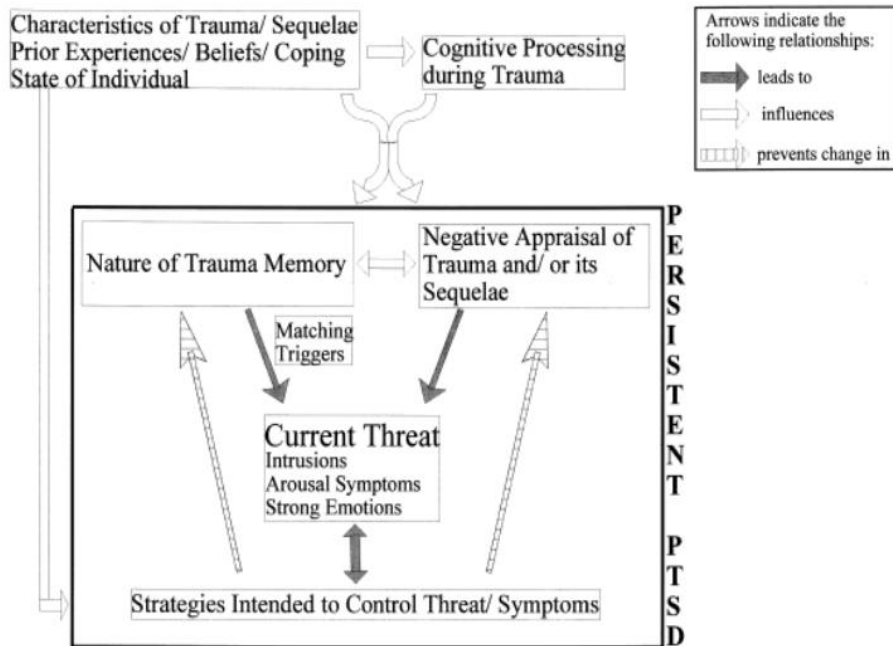 Characteristics of Trauma/ Sequelae
Prior Experiences/ Beliefs/ Coping
State of Individual
Cognitive Processing
during Trauma
Arrows indicate the
following relationships:
leads to
influences
prevents change in
Nature of Trauma Memory
Negative Appraisal of
Trauma and/ or its
Sequelae
Matching
Triggers
Current Threat
Intrusions
Arousal Symptoms
Strong Emotions
Strategies Intended to Control Threat/ Symptoms
PERSISTENT PTSD